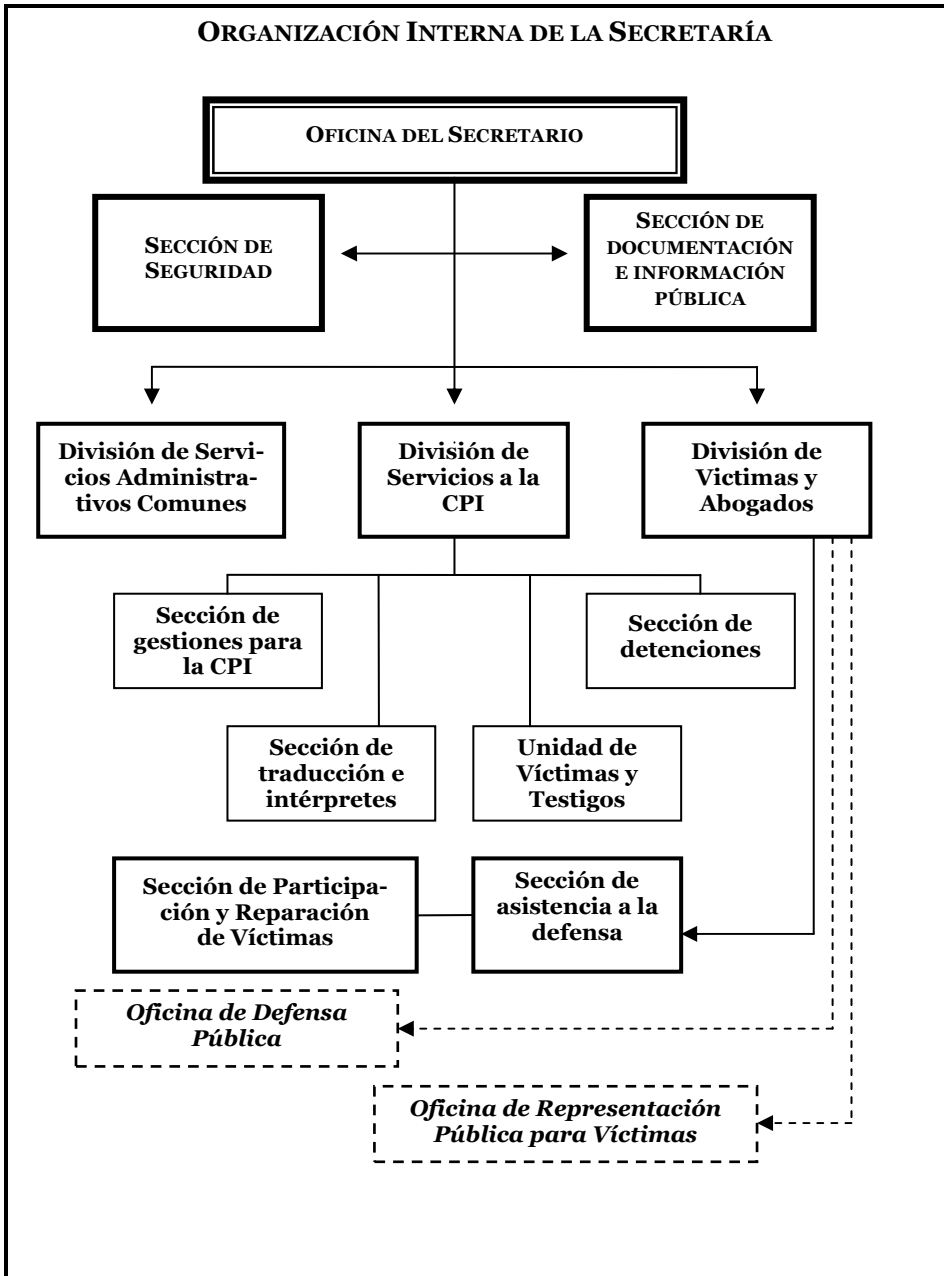 ORGANIZACIÓN INTERNA DE LA SECRETARÍA
OFICINA DEL SECRETARIO
SECCIÓN DE
SEGURIDAD
SECCIÓN DE
DOCUMENTACIÓN
E INFORMACIÓN
PÚBLICA
División de Servi-
cios Administra-
tivos Comunes
División de
Servicios a la
CPI
División de
Victimas y
Abogados
Sección de
gestiones para
la CPI
Sección de
detenciones
Sección de
traducción e
intérpretes
Unidad de
Víctimas y
Testigos
Sección de Participa-
ción y Reparación
de Víctimas
Sección de
asistencia a la
defensa
Oficina de Defensa
Pública
Oficina de Representación
Pública para Víctimas